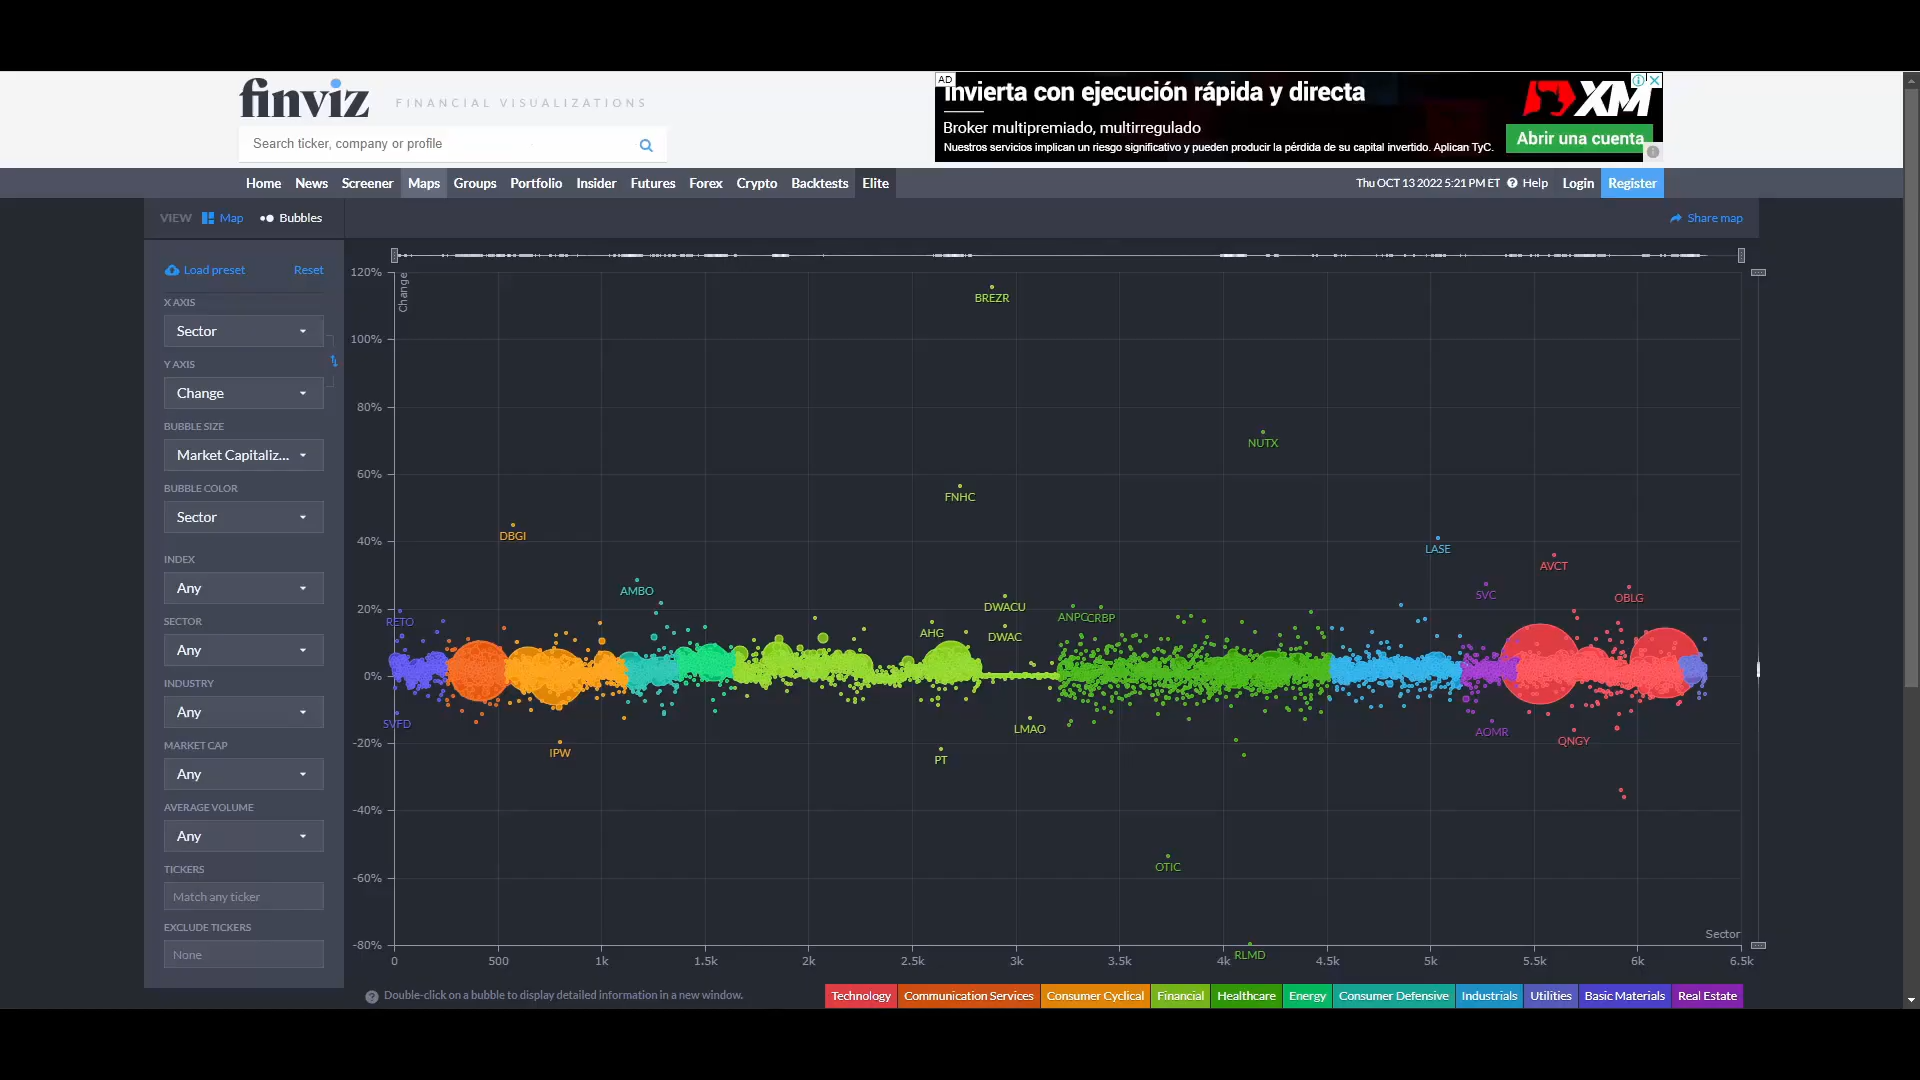 finviz FINANCIAL VISUALIZATIONS
Search ticker, company or profile
AD
Invierta con ejecución rápida y directa
Broker multipremiado, multirregulado
Nuestros servicios implican un riesgo significativo y pueden producir la pérdida de su capital invertido. Aplican TyC.
XM
Abrir una cuenta
Home News Screener Maps Groups Portfolio Insider Futures Forex Crypto Backtests Elite
Thu OCT 13 2022 5:21 PM ET Help Login Register
VIEW Map Bubbles
Share map
Load preset Reset
X AXIS
Sector
Y AXIS
Change
BUBBLE SIZE
Market Capitaliz...
BUBBLE COLOR
Sector
INDEX
Any
SECTOR
Any
INDUSTRY
Any
MARKET CAP
Any
AVERAGE VOLUME
Any
TICKERS
Match any ticker
EXCLUDE TICKERS
None
Change
120%
100%
80%
60%
40%
20%
0%
-20%
-40%
-60%
-80%
BREZR
NUTX
FNHC
DBGI
LASE
AVCT
AMBO
SVC
OBLG
DWACU
RETO
ANPC
CRBP
AHG
DWAC
SVFD
LMAO
AOMR
QNGY
IPW
PT
OTIC
RLMD
Sector
0 500 1k 1.5k 2k 2.5k 3k 3.5k 4k 4.5k 5k 5.5k 6k 6.5k
Double-click on a bubble to display detailed information in a new window.
Technology Communication Services Consumer Cyclical Financial Healthcare Energy Consumer Defensive Industrials Utilities Basic Materials Real Estate